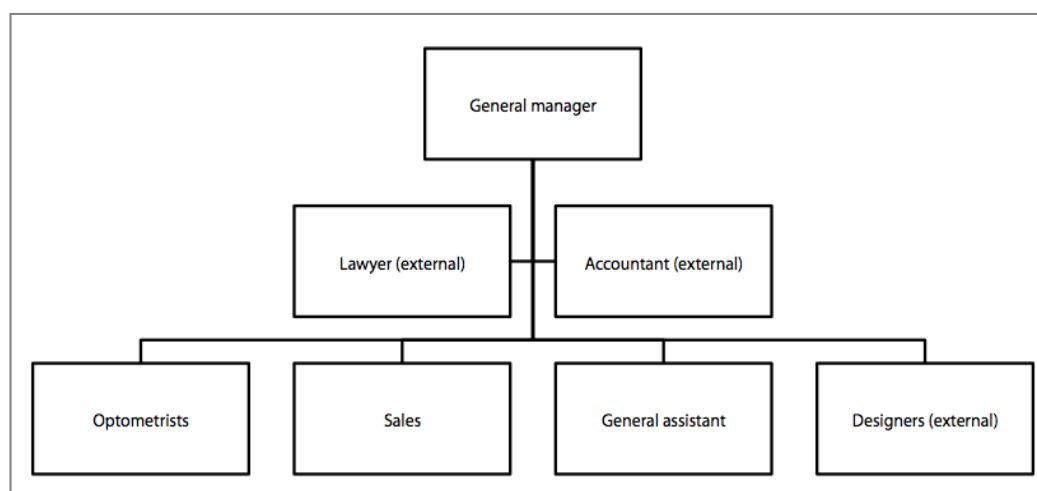 General manager
Lawyer (external)
Accountant (external)
Optometrists
Sales
General assistant
Designers (external)